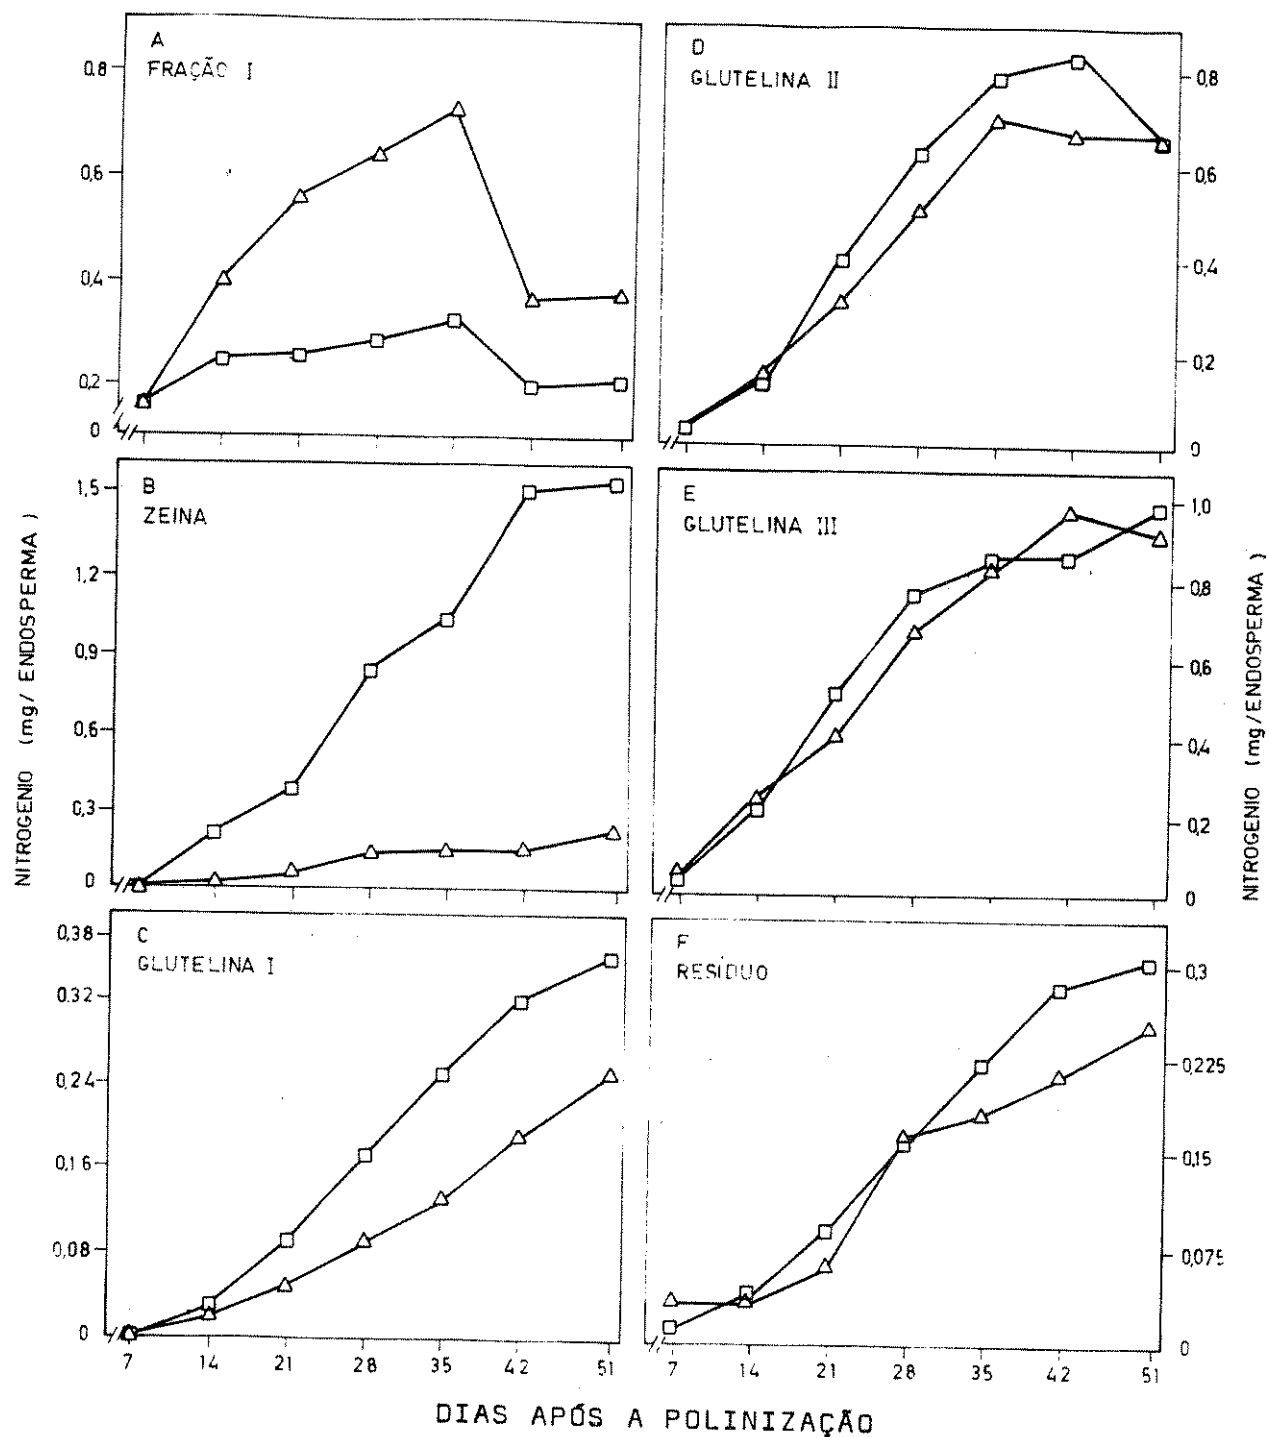 A
FRAÇÃO I
0.8
0,6
0,4
0,2
0
D
GLUTELINA II
0,8
0,6
0,4
0,2
0
B
ZEINA
1,5
1,2
0,9
0,6
0,3
0
E
GLUTELINA III
1,0
0,8
0,6
0,4
0,2
0
C
GLUTELINA I
0,38
0,32
0,24
0,16
0,08
0
7 14 21 28 35 42 51
F
RESÍDUO
0,3
0,225
0,15
0,075
0
7 14 21 28 35 42 51
NITROGENIO (mg/ ENDOSPERMA)
NITROGENIO (mg/ENDOSPERMA)
DIAS APÓS A POLINIZAÇÃO